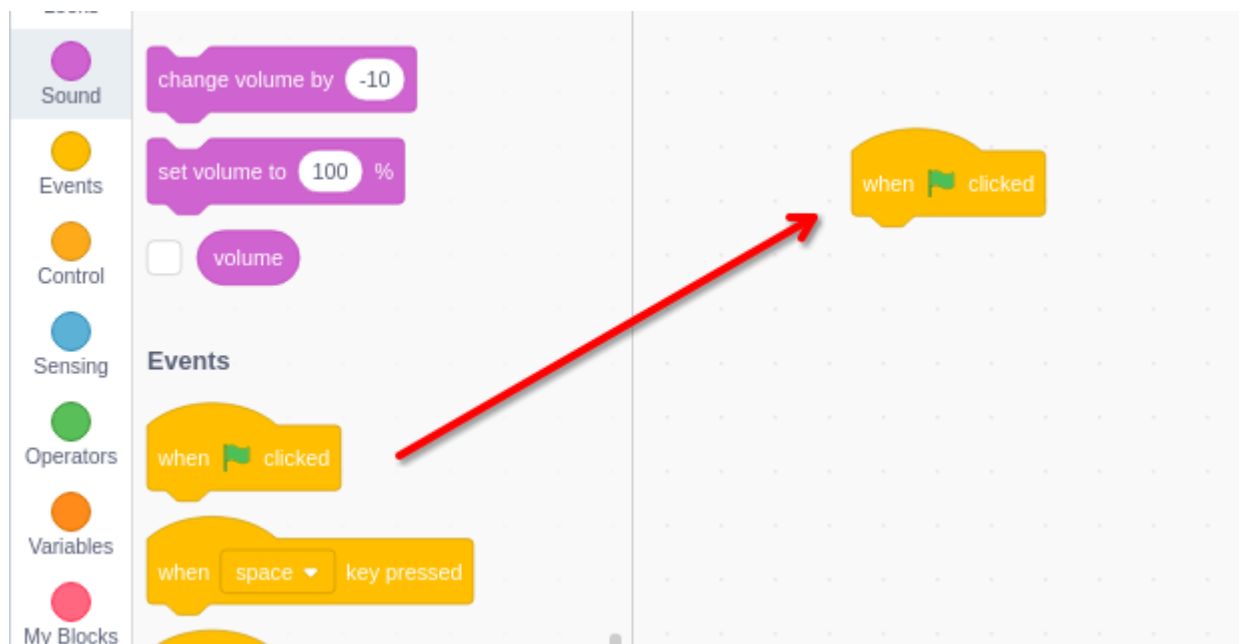 Sound
Events
Control
Sensing
Operators
Variables
My Blocks
change volume by -10
set volume to 100 %
volume
Events
when clicked
when space key pressed
when clicked